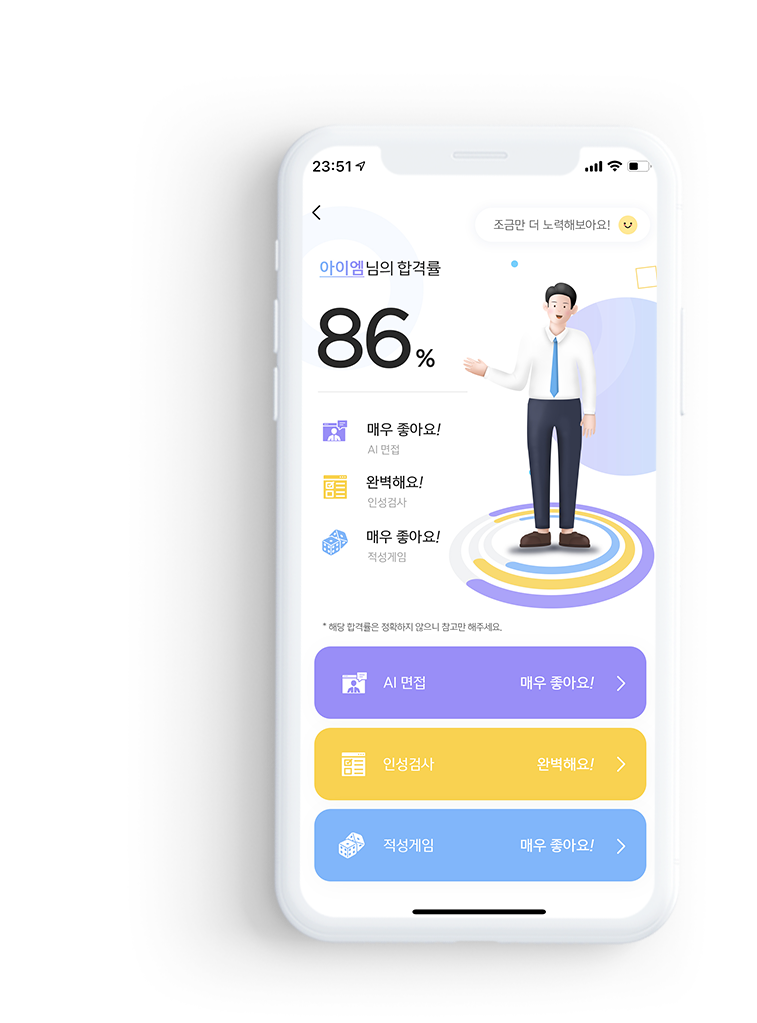 23:51
조금만 더 노력해보아요!
아이엠님의 합격률
86%
매우 좋아요!
AI 면접
완벽해요!
인성검사
매우 좋아요!
적성게임
* 해당 합격률은 정확하지 않으니 참고만 해주세요.
AI 면접 매우 좋아요!
인성검사 완벽해요!
적성게임 매우 좋아요!